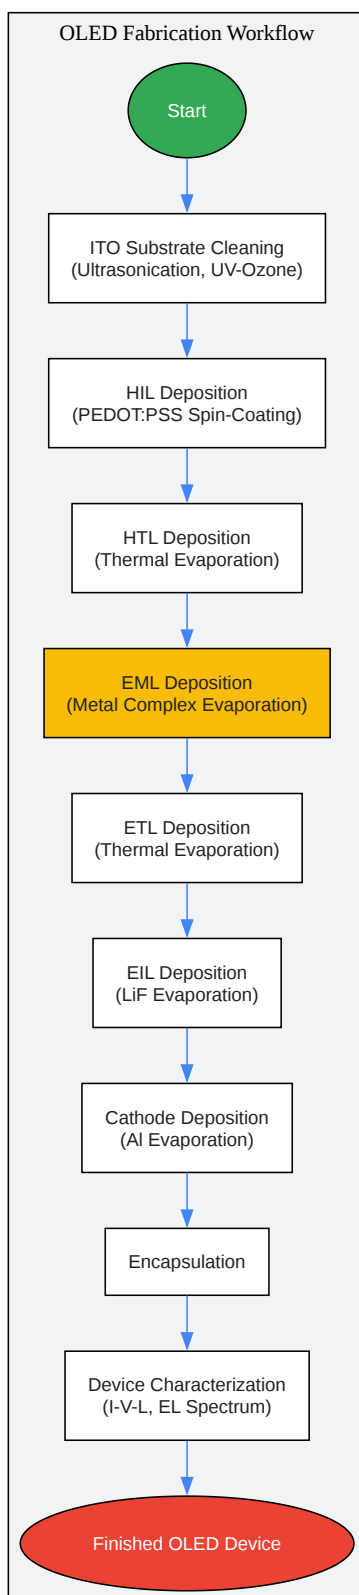 OLED Fabrication Workflow
Start
ITO Substrate Cleaning
(Ultrasonication, UV-Ozone)
HIL Deposition
(PEDOT:PSS Spin-Coating)
HTL Deposition
(Thermal Evaporation)
EML Deposition
(Metal Complex Evaporation)
ETL Deposition
(Thermal Evaporation)
EIL Deposition
(LiF Evaporation)
Cathode Deposition
(Al Evaporation)
Encapsulation
Device Characterization
(I-V-L, EL Spectrum)
Finished OLED Device